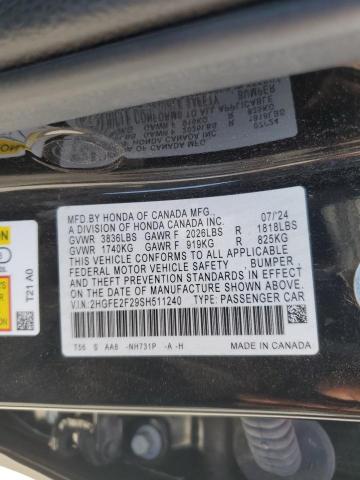 MFD.BY HONDA OF CANADA MFG., 07/'24
A DIVISION OF HONDA CANADA INC.
GVWR 3836LBS GAWR F 2026LBS R 1818LBS
GVWR 1740KG GAWR F 919KG R 825KG
THIS VEHICLE CONFORMS TO ALL APPLICABLE
FEDERAL MOTOR VEHICLE SAFETY, BUMPER,
AND THEFT PREVENTION STANDARDS IN EFFECT
ON THE DATE OF MANUFACTURE SHOWN ABOVE.
V.I.N:2HGFE2F29SH511240 TYPE: PASSENGER CAR
T56 G AA8 -NH731P -A -H
MADE IN CANADA
T21 A0